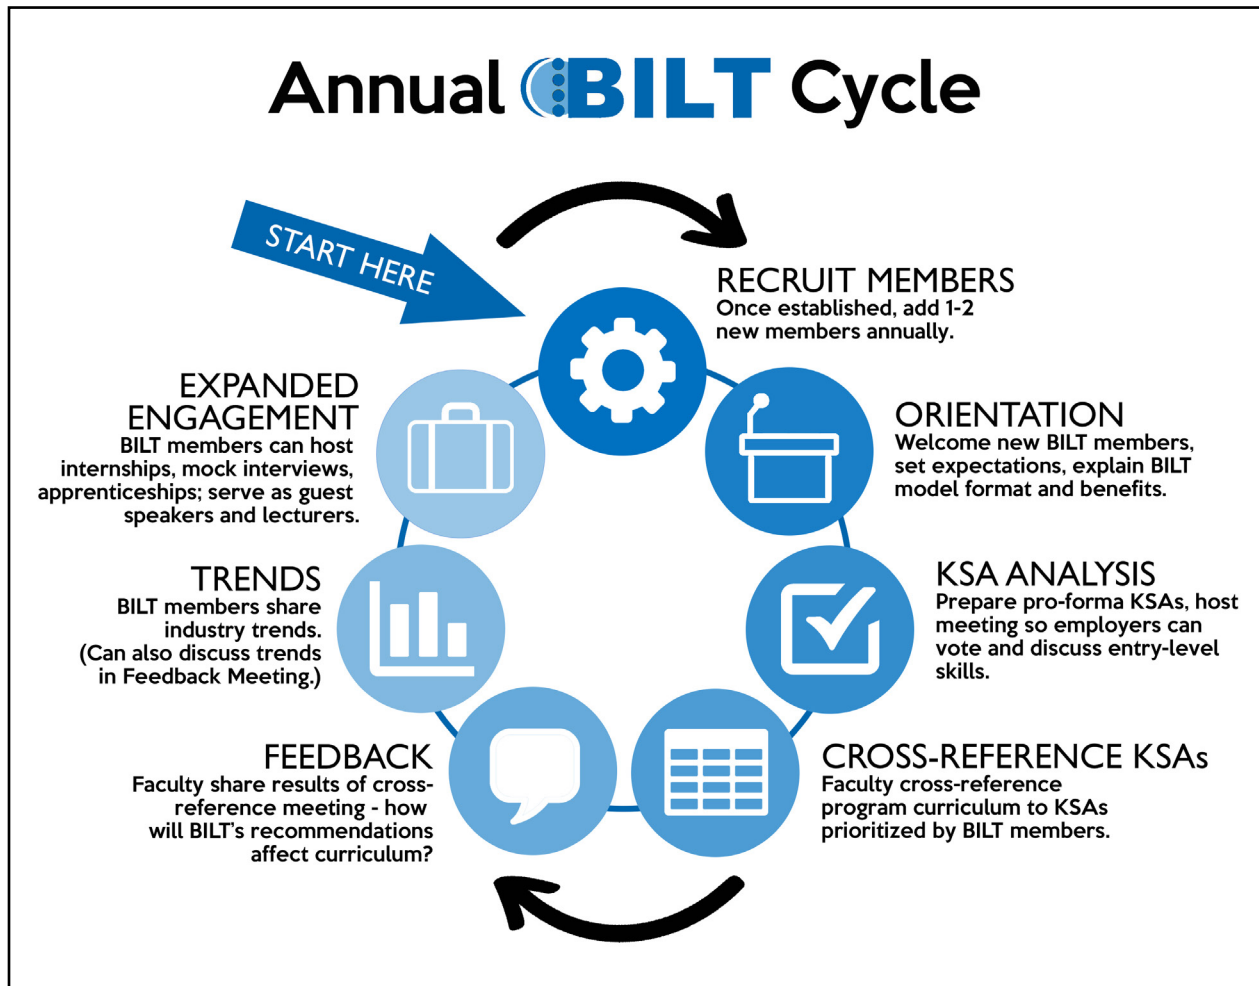 Annual BILT Cycle
START HERE
RECRUIT MEMBERS
Once established, add 1-2
new members annually.
ORIENTATION
Welcome new BILT members,
set expectations, explain BILT
model format and benefits.
KSA ANALYSIS
Prepare pro-forma KSAs, host
meeting so employers can
vote and discuss entry-level
skills.
CROSS-REFERENCE KSAs
Faculty cross-reference
program curriculum to KSAs
prioritized by BILT members.
FEEDBACK
Faculty share results of cross-
reference meeting - how
will BILT's recommendations
affect curriculum?
TRENDS
BILT members share
industry trends.
(Can also discuss trends
in Feedback Meeting.)
EXPANDED
ENGAGEMENT
BILT members can host
internships, mock interviews,
apprenticeships; serve as guest
speakers and lecturers.